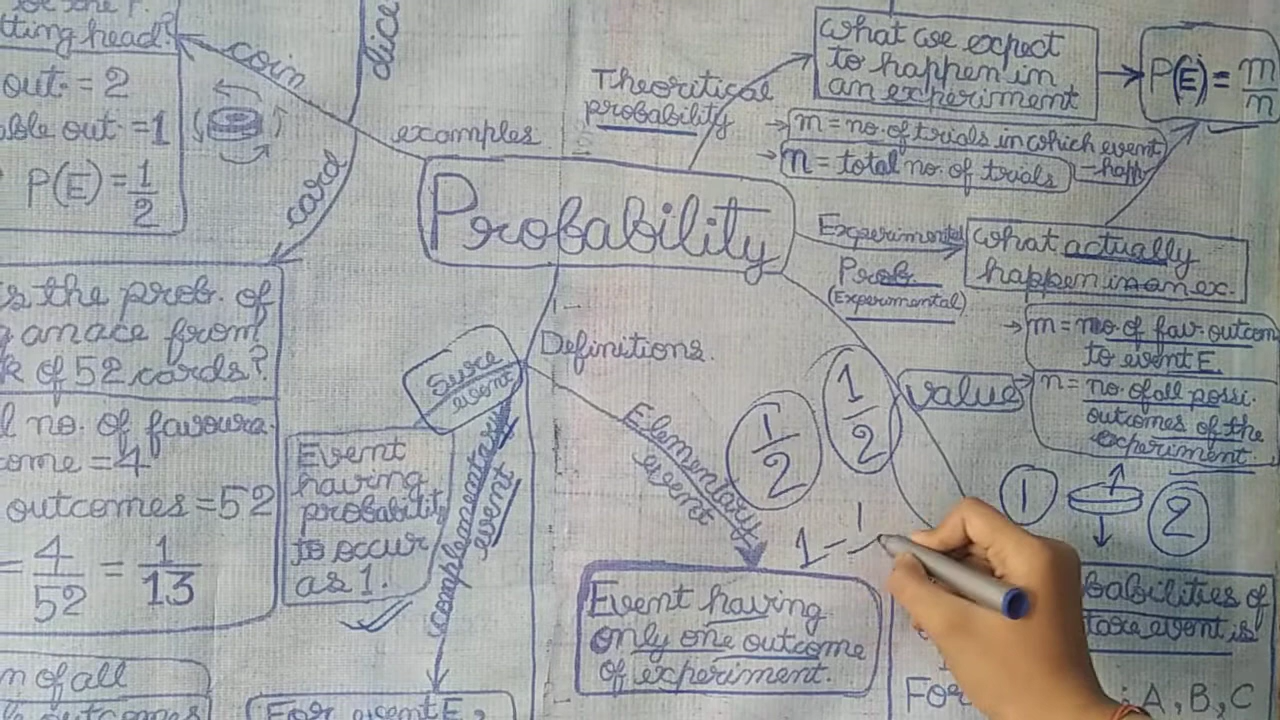 tting head?
out. = 2
able out. = 1
P(E) = 1/2
coin
dice
card
examples
Probability
Theoritical
probability
what we expect
to happen in
an experiment
P(E) = m/n
m = no. of trials in which event
happ
n = total no. of trials
Experimental
Prob.
(Experimental)
what actually
happen in an ex.
m = no of fav. outcom
to event E.
n = no. of all possi.
outcomes of the
experiment
value
Definitions.
Sure
event
Event
having
probability
to occur
as 1.
complementary
event
Elementary
event
1/2
1/2
1 - 1
1
2
Event having
only one outcome
of experiment.
s the prob. of
an ace from
k of 52 cards?
l no. of favoura.
come = 4
outcomes = 52
= 4/52 = 1/13
m of all
outcomes
For event E,
babilities of
tare event is
For
A, B, C